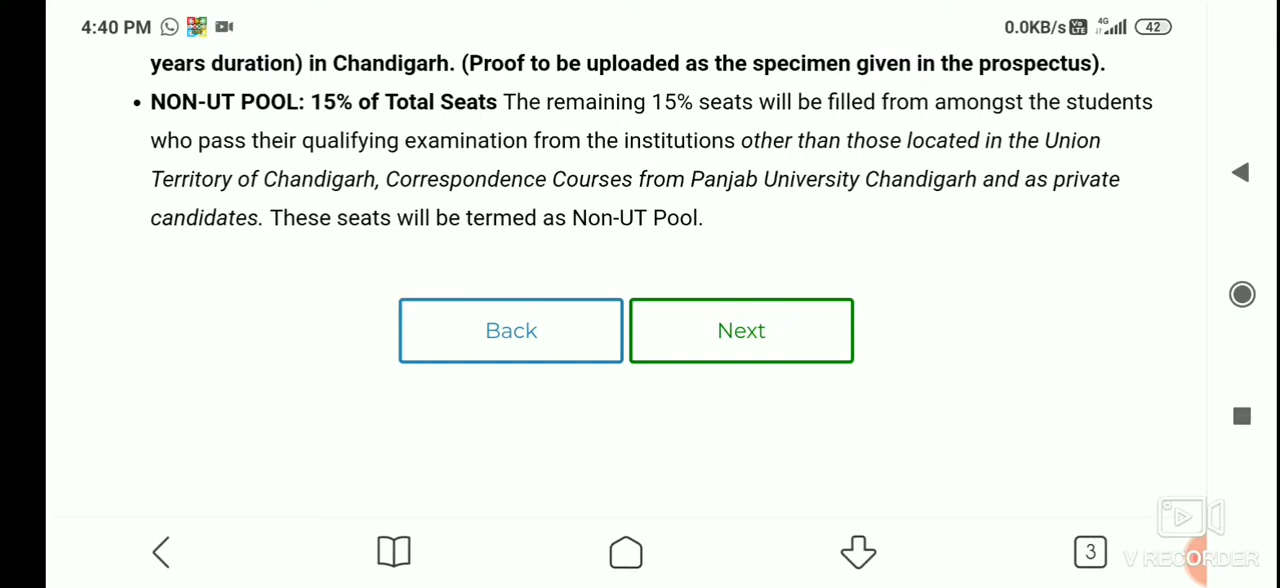 4:40 PM 0.0KB/s Vo LTE 4G 42
years duration) in Chandigarh. (Proof to be uploaded as the specimen given in the prospectus).
• NON-UT POOL: 15% of Total Seats The remaining 15% seats will be filled from amongst the students
who pass their qualifying examination from the institutions other than those located in the Union
Territory of Chandigarh, Correspondence Courses from Panjab University Chandigarh and as private
candidates. These seats will be termed as Non-UT Pool.
Back Next
3
V RECORDER